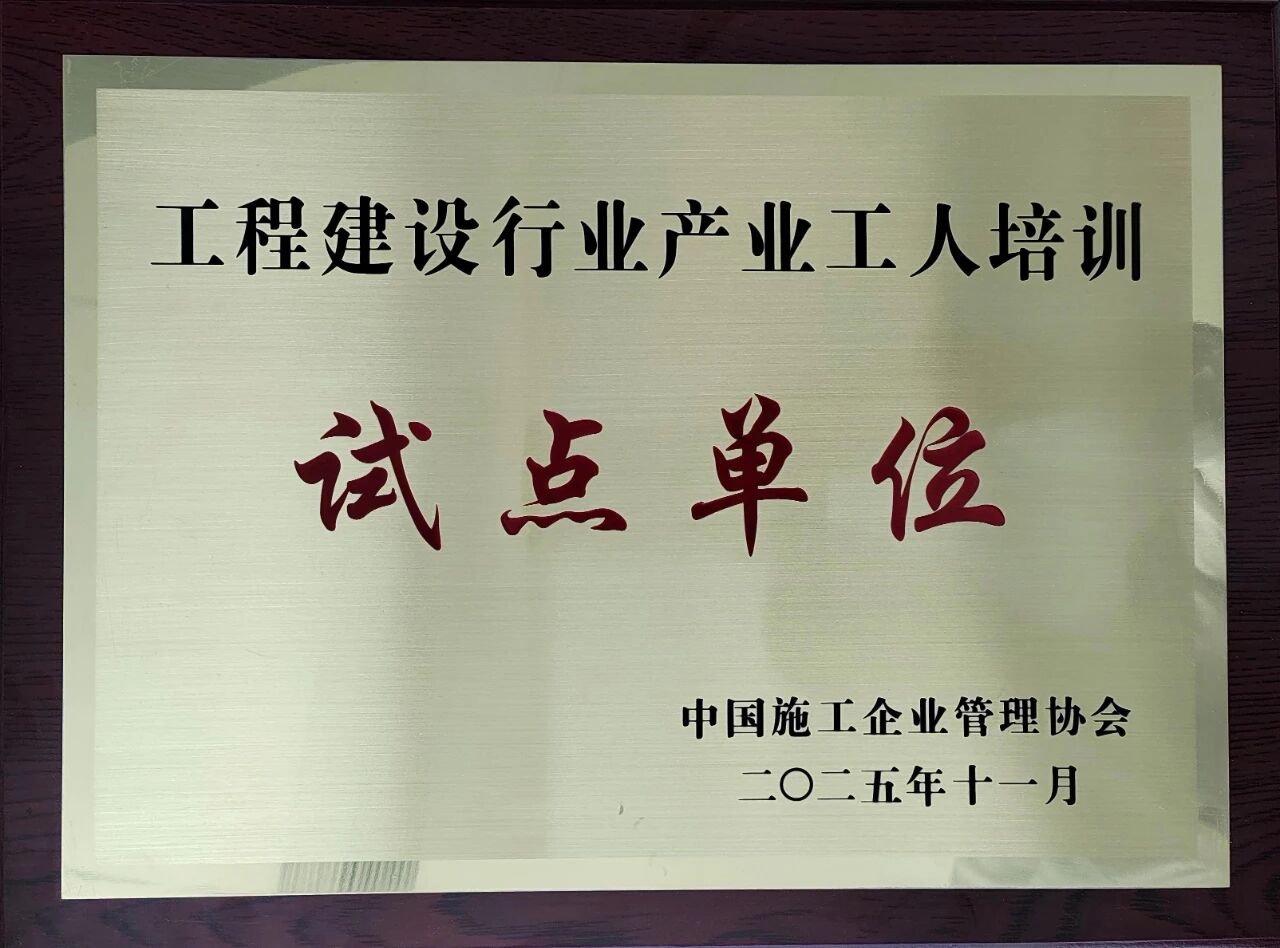 工程建设行业产业工人培训
试点单位
中国施工企业管理协会
二〇二五年十一月